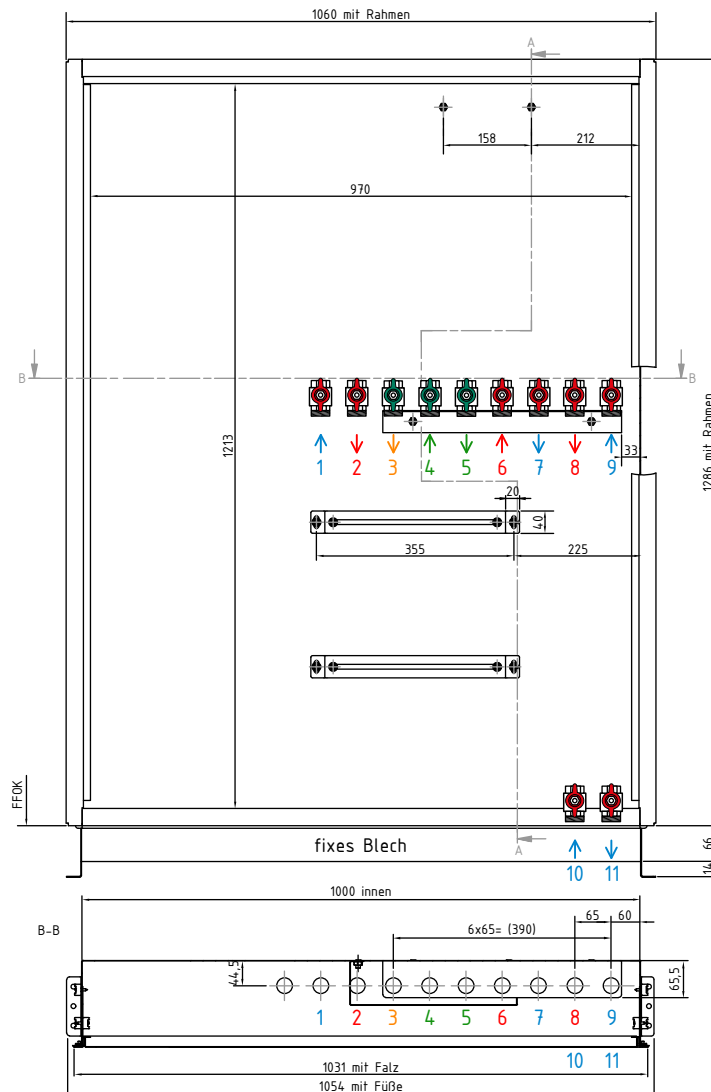 1060 mit Rahmen
A
158
212
970
B
B
1213
1286 mit Rahmen
1 2 3 4 5 6 7 8 9
33
20
40
355
225
FFOK
fixes Blech
A
66
14
10 11
1000 innen
B-B
65
60
6x65= (390)
44,5
65,5
1 2 3 4 5 6 7 8 9
10 11
1031 mit Falz
1054 mit Füße